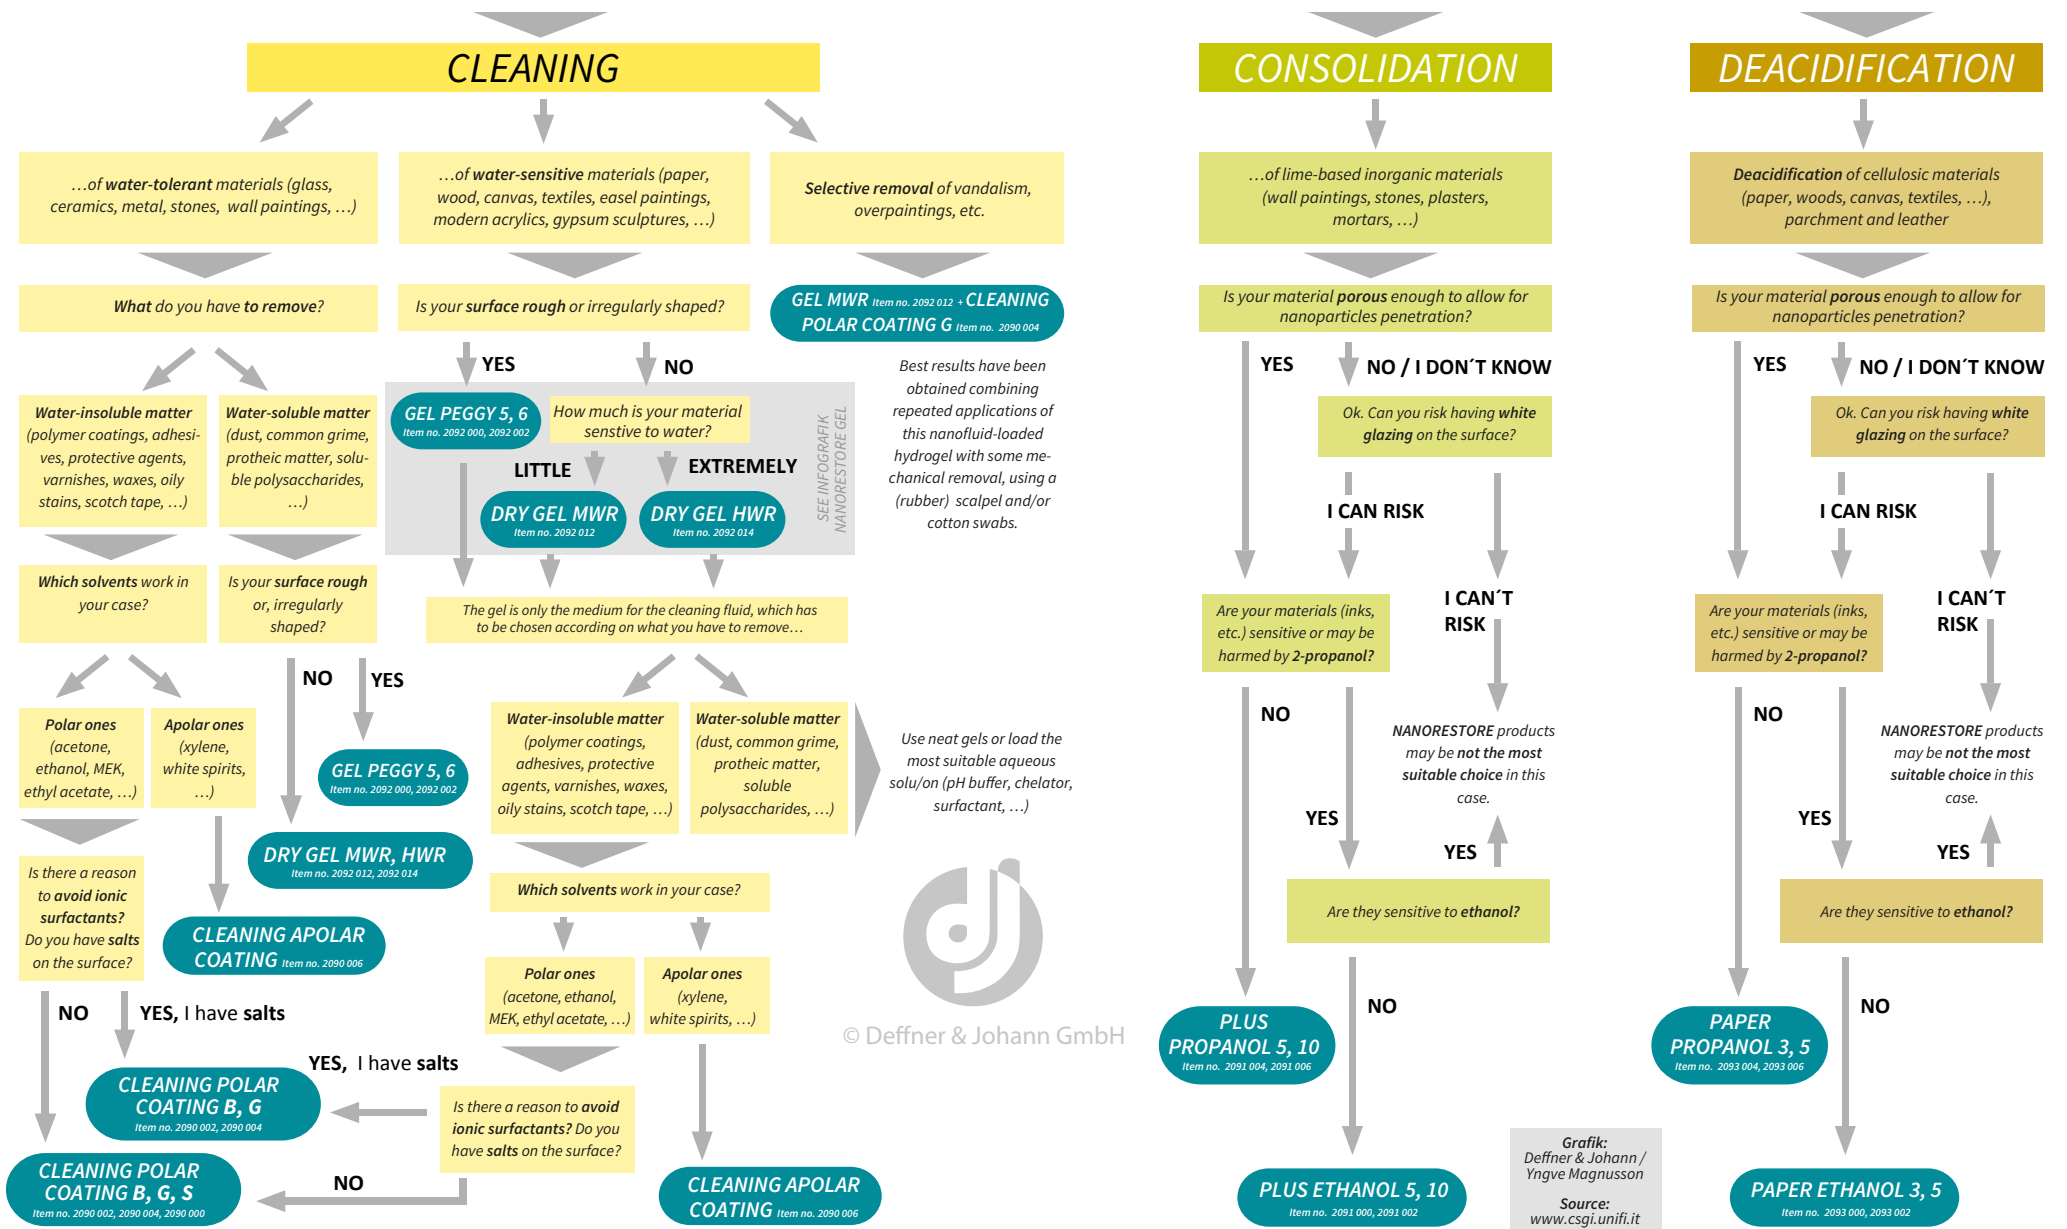 CLEANING
…of water-tolerant materials (glass,
ceramics, metal, stones, wall paintings, …)
…of water-sensitive materials (paper,
wood, canvas, textiles, easel paintings,
modern acrylics, gypsum sculptures, …)
Selective removal of vandalism,
overpaintings, etc.
What do you have to remove?
Is your surface rough or irregularly shaped?
GEL MWR Item no. 2092 012 + CLEANING
POLAR COATING G Item no. 2090 004
YES
NO
Best results have been
obtained combining
repeated applications of
this nanofluid-loaded
hydrogel with some me-
chanical removal, using a
(rubber) scalpel and/or
cotton swabs.
Water-insoluble matter
(polymer coatings, adhesi-
ves, protective agents,
varnishes, waxes, oily
stains, scotch tape, …)
Water-soluble matter
(dust, common grime,
protheic matter, solu-
ble polysaccharides,
…)
GEL PEGGY 5, 6
Item no. 2092 000, 2092 002
How much is your material
senstive to water?
LITTLE
EXTREMELY
DRY GEL MWR
Item no. 2092 012
DRY GEL HWR
Item no. 2092 014
SEE INFOGRAFIK
NANORESTORE GEL
Which solvents work in
your case?
Is your surface rough
or, irregularly
shaped?
The gel is only the medium for the cleaning fluid, which has
to be chosen according on what you have to remove…
NO
YES
Polar ones
(acetone,
ethanol, MEK,
ethyl acetate, …)
Apolar ones
(xylene,
white spirits,
…)
GEL PEGGY 5, 6
Item no. 2092 000, 2092 002
DRY GEL MWR, HWR
Item no. 2092 012, 2092 014
Water-insoluble matter
(polymer coatings,
adhesives, protective
agents, varnishes, waxes,
oily stains, scotch tape, …)
Water-soluble matter
(dust, common grime,
protheic matter,
soluble
polysaccharides, …)
Use neat gels or load the
most suitable aqueous
solu/on (pH buffer, chelator,
surfactant, …)
Is there a reason
to avoid ionic
surfactants?
Do you have salts
on the surface?
CLEANING APOLAR
COATING Item no. 2090 006
Which solvents work in your case?
Polar ones
(acetone, ethanol,
MEK, ethyl acetate, …)
Apolar ones
(xylene,
white spirits, …)
NO
YES, I have salts
YES, I have salts
CLEANING POLAR
COATING B, G
Item no. 2090 002, 2090 004
Is there a reason to avoid
ionic surfactants? Do you
have salts on the surface?
NO
CLEANING POLAR
COATING B, G, S
Item no. 2090 002, 2090 004, 2090 000
CLEANING APOLAR
COATING Item no. 2090 006
© Deffner & Johann GmbH
CONSOLIDATION
…of lime-based inorganic materials
(wall paintings, stones, plasters,
mortars, …)
Is your material porous enough to allow for
nanoparticles penetration?
YES
NO / I DON´T KNOW
Ok. Can you risk having white
glazing on the surface?
I CAN RISK
I CAN´T
RISK
Are your materials (inks,
etc.) sensitive or may be
harmed by 2-propanol?
NO
NANORESTORE products
may be not the most
suitable choice in this
case.
YES
YES
Are they sensitive to ethanol?
NO
PLUS
PROPANOL 5, 10
Item no. 2091 004, 2091 006
PLUS ETHANOL 5, 10
Item no. 2091 000, 2091 002
Grafik:
Deffner & Johann /
Yngve Magnusson
Source:
www.csgi.unifi.it
DEACIDIFICATION
Deacidification of cellulosic materials
(paper, woods, canvas, textiles, …),
parchment and leather
Is your material porous enough to allow for
nanoparticles penetration?
YES
NO / I DON´T KNOW
Ok. Can you risk having white
glazing on the surface?
I CAN RISK
I CAN´T
RISK
Are your materials (inks,
etc.) sensitive or may be
harmed by 2-propanol?
NO
NANORESTORE products
may be not the most
suitable choice in this
case.
YES
YES
Are they sensitive to ethanol?
NO
PAPER
PROPANOL 3, 5
Item no. 2093 004, 2093 006
PAPER ETHANOL 3, 5
Item no. 2093 000, 2093 002